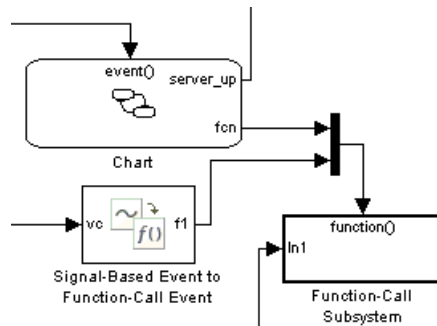 event()
server_up
fcn
Chart
vc
f()
f1
function()
In1
Signal-Based Event to
Function-Call Event
Function-Call
Subsystem